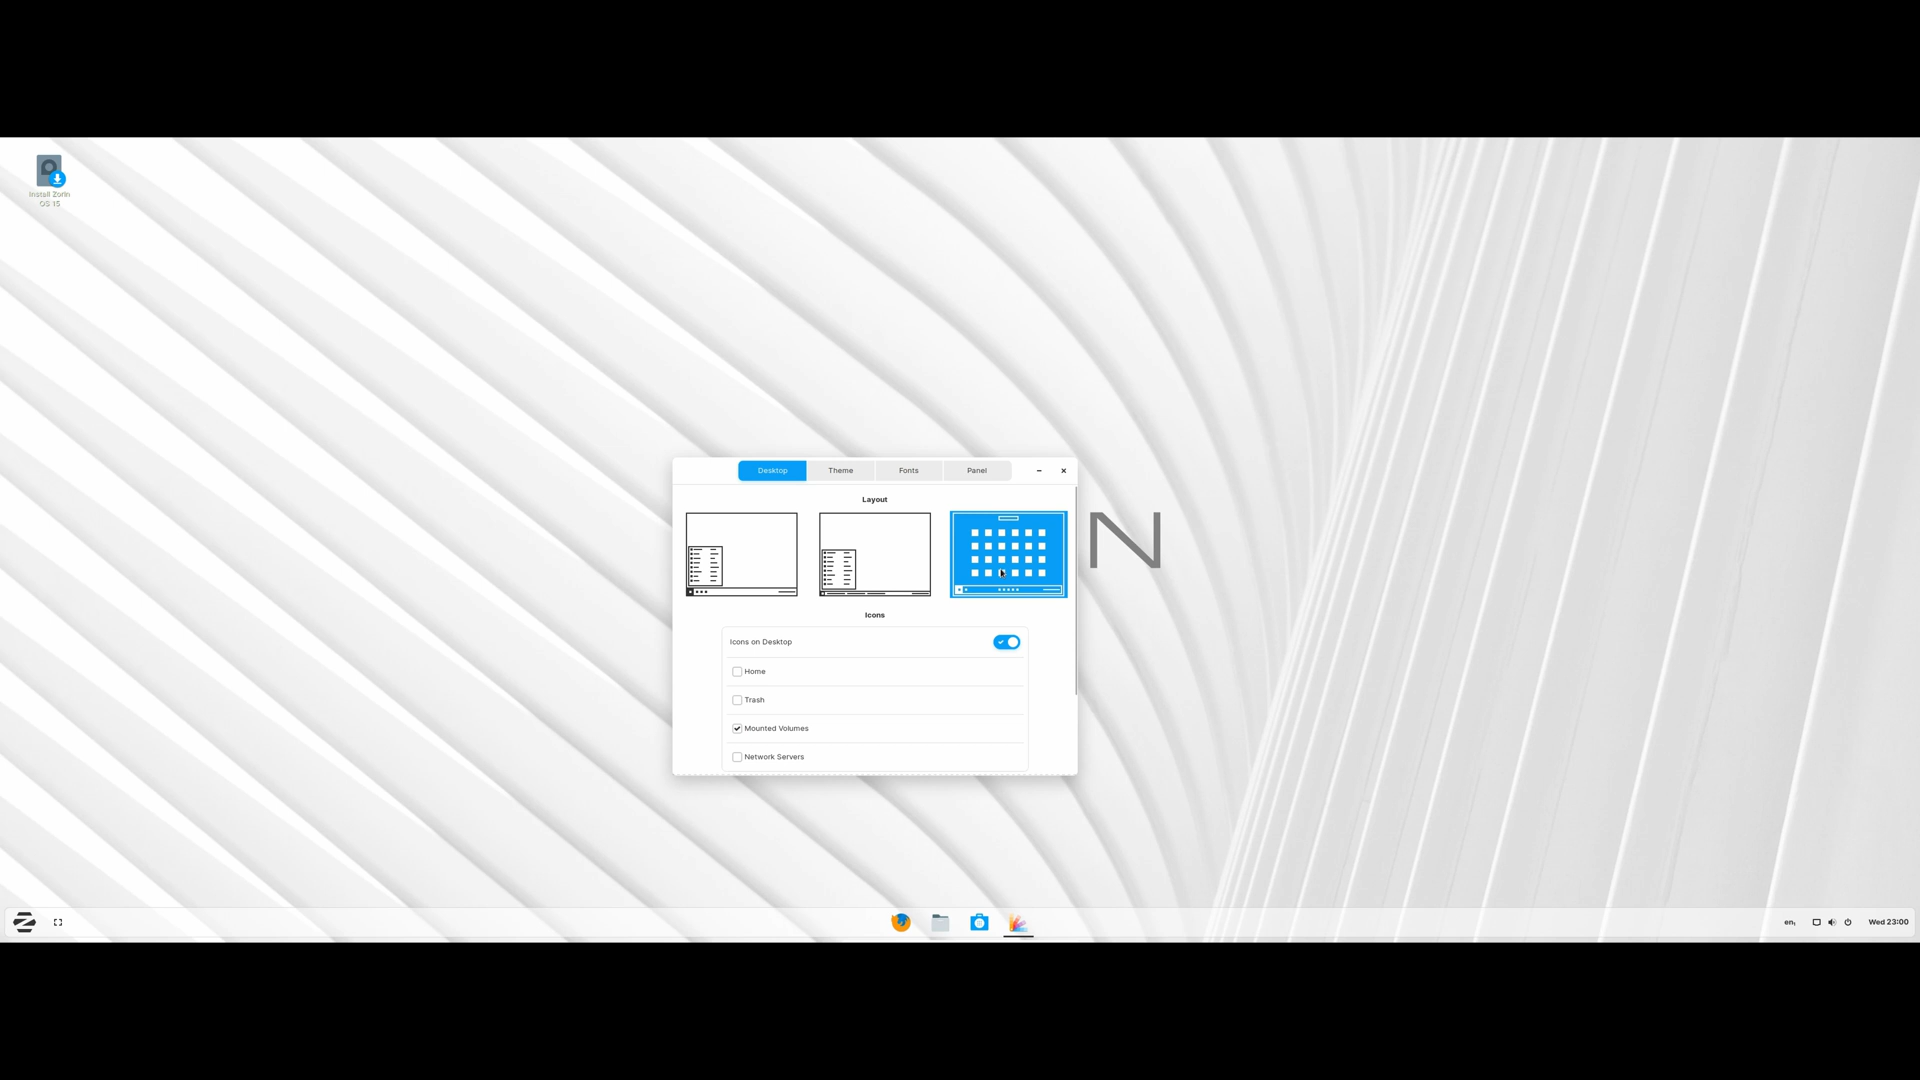 Install Zorin
OS 15
Desktop
Theme
Fonts
Panel
Layout
N
Icons
Icons on Desktop
Home
Trash
Mounted Volumes
Network Servers
en₁
Wed 23:00